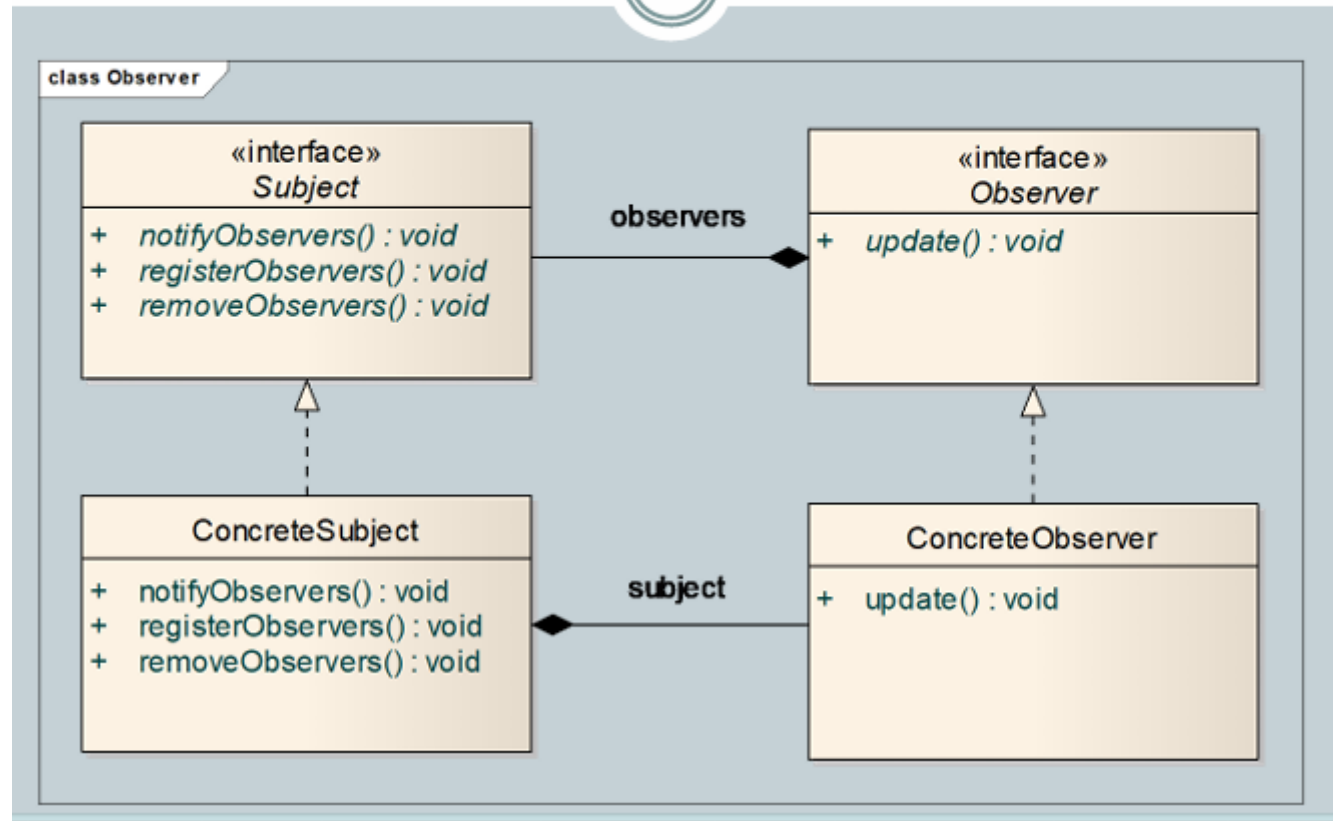 class Observer
«interface»
Subject
+ notifyObservers() : void
+ registerObservers() : void
+ removeObservers() : void
observers
«interface»
Observer
+ update() : void
ConcreteSubject
+ notifyObservers() : void
+ registerObservers() : void
+ removeObservers() : void
subject
ConcreteObserver
+ update() : void